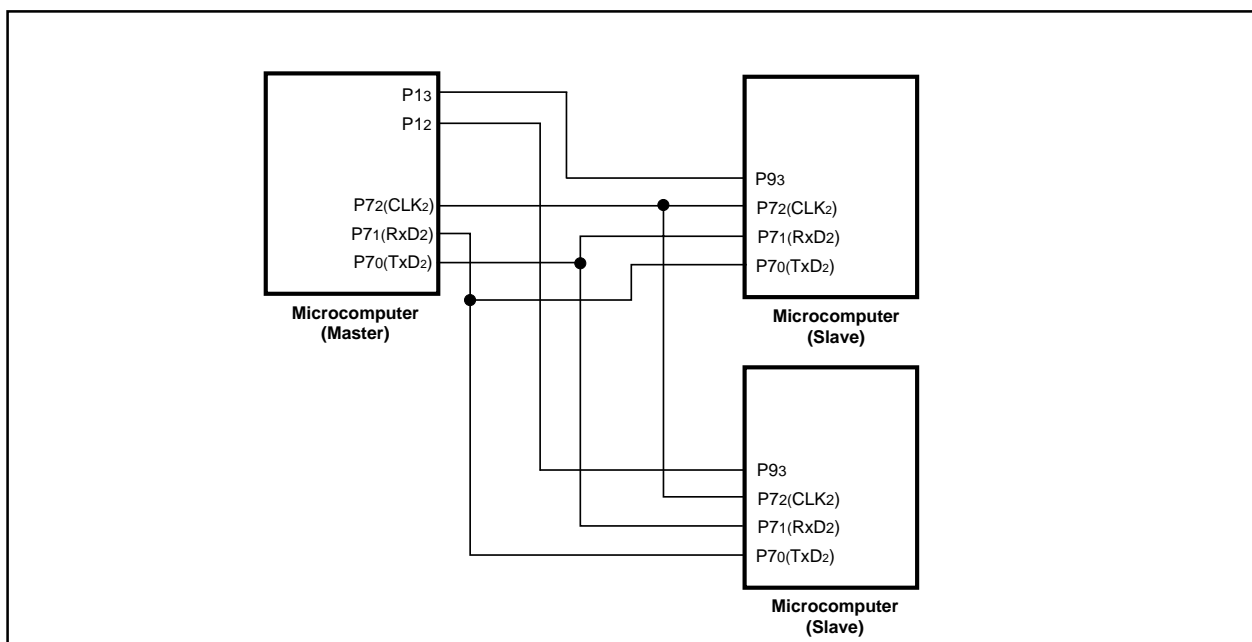 P13
P12
P72(CLK2)
P71(RxD2)
P70(TxD2)
Microcomputer
(Master)
P93
P72(CLK2)
P71(RxD2)
P70(TxD2)
Microcomputer
(Slave)
P93
P72(CLK2)
P71(RxD2)
P70(TxD2)
Microcomputer
(Slave)